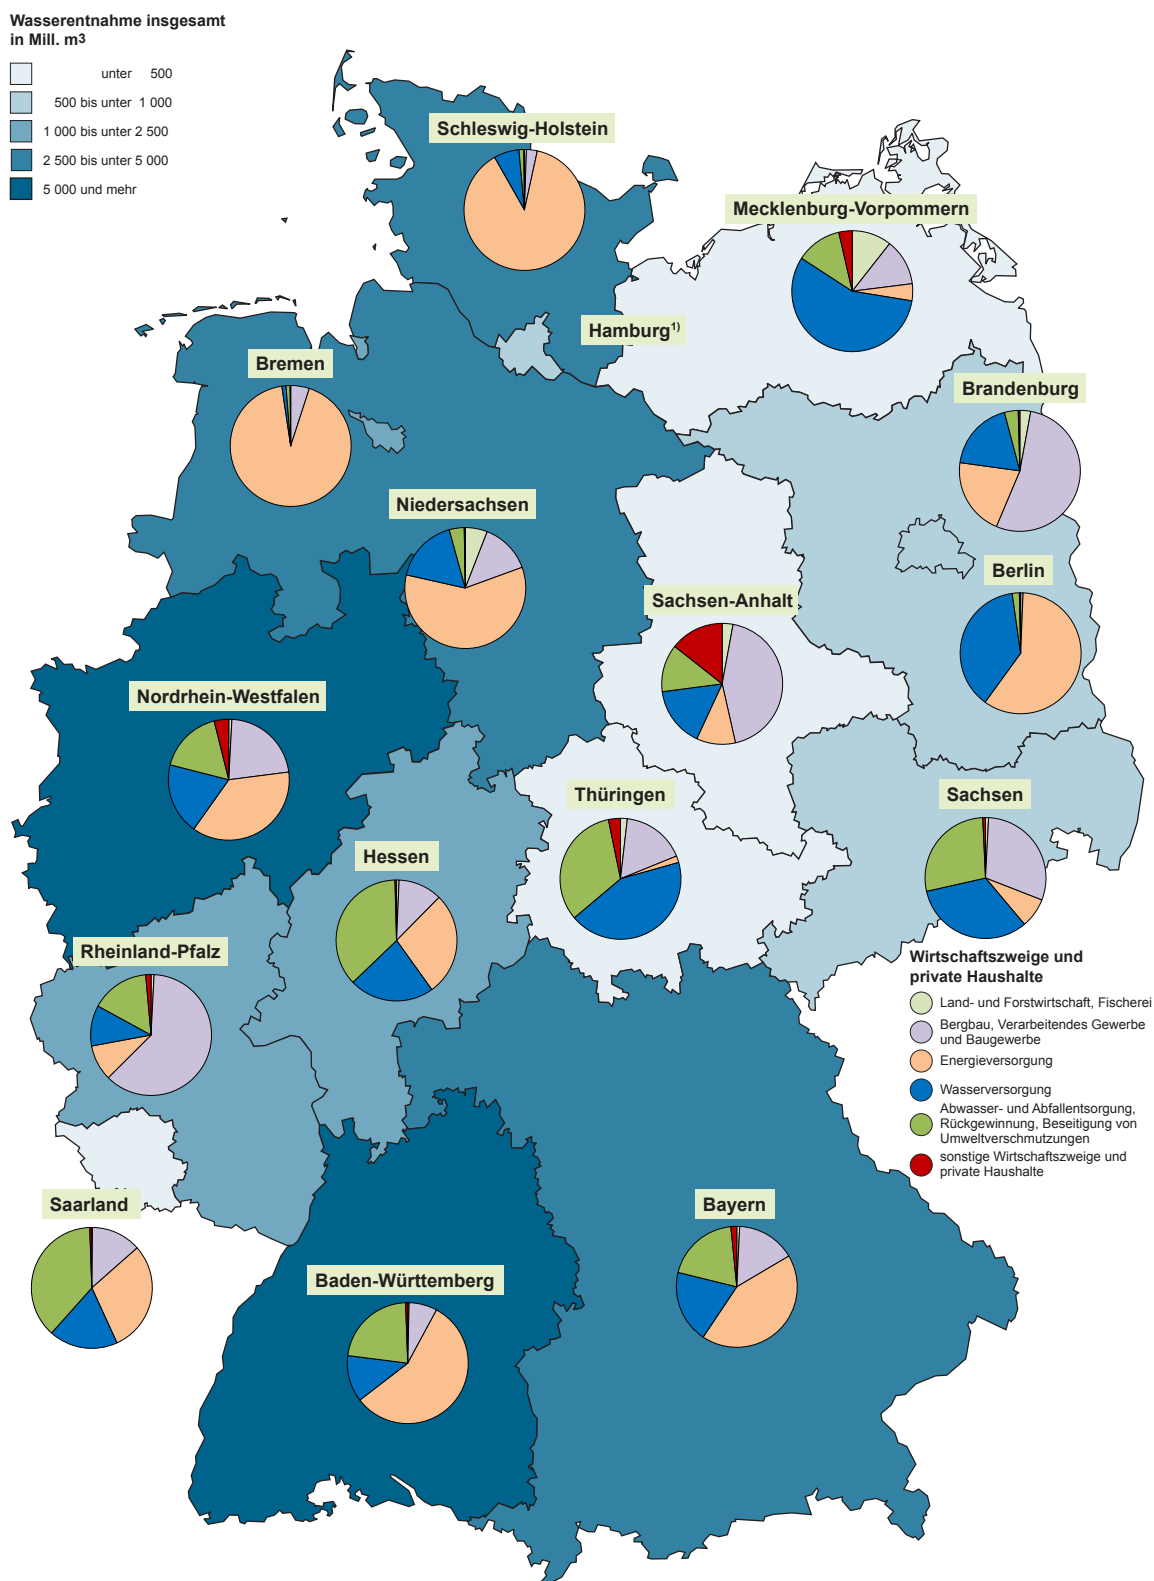 Wasserentnahme insgesamt
in Mill. m³
unter 500
500 bis unter 1 000
1 000 bis unter 2 500
2 500 bis unter 5 000
5 000 und mehr
Schleswig-Holstein
Mecklenburg-Vorpommern
Hamburg¹⁾
Bremen
Brandenburg
Niedersachsen
Berlin
Sachsen-Anhalt
Nordrhein-Westfalen
Thüringen
Sachsen
Hessen
Rheinland-Pfalz
Wirtschaftszweige und
private Haushalte
Land- und Forstwirtschaft, Fischerei
Bergbau, Verarbeitendes Gewerbe
und Baugewerbe
Energieversorgung
Wasserversorgung
Abwasser- und Abfallentsorgung,
Rückgewinnung, Beseitigung von
Umweltverschmutzungen
sonstige Wirtschaftszweige und
private Haushalte
Saarland
Bayern
Baden-Württemberg